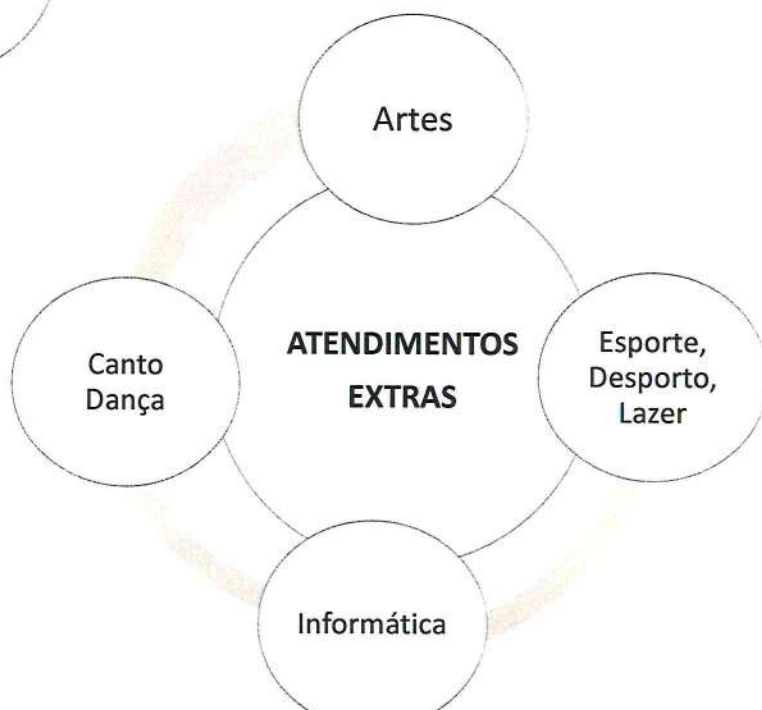 Artes
ATENDIMENTOS
EXTRAS
Canto
Dança
Esporte,
Desporto,
Lazer
Informática